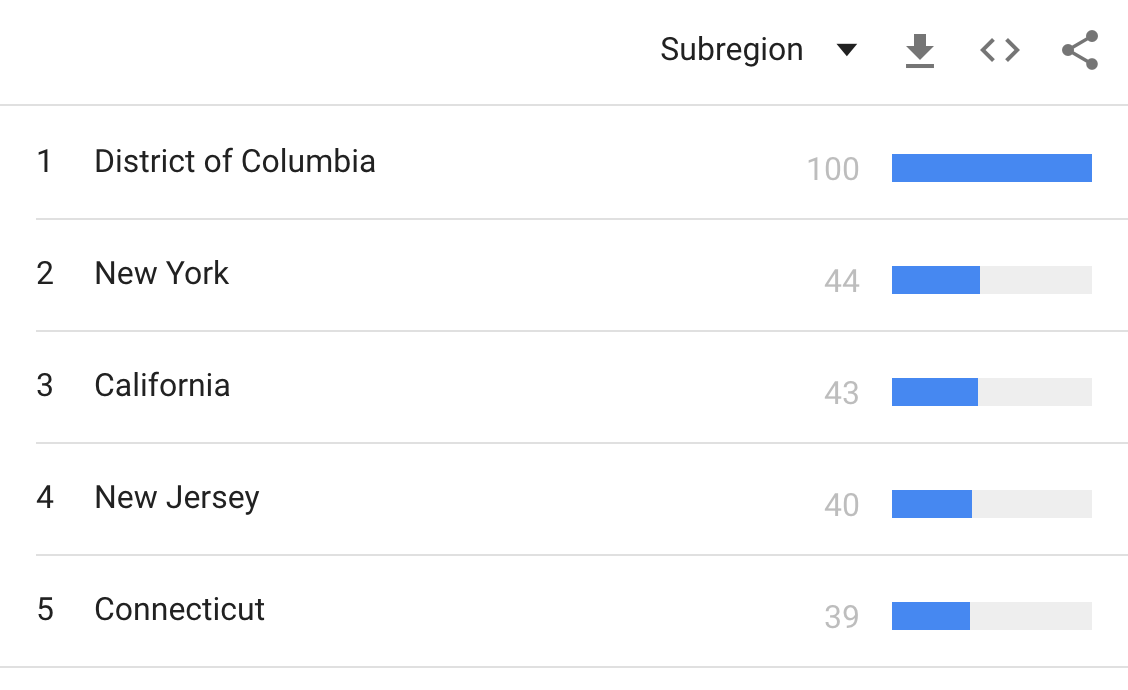 Subregion
1 District of Columbia 100
2 New York 44
3 California 43
4 New Jersey 40
5 Connecticut 39